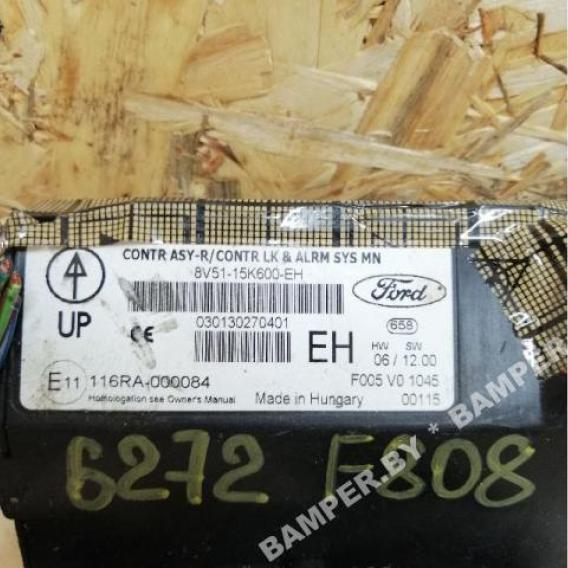 CONTR ASY-R/CONTR LK & ALRM SYS MN
8V51-15K600-EH
Ford
UP
CE
030130270401
EH
658
HW SW
06 / 12.00
E11 116RA-000084
F005 V0 1045
Homologation see Owner's Manual
Made in Hungary
00115
6272 F808
BAMPER.BY * BAMPER.BY * BAMPER